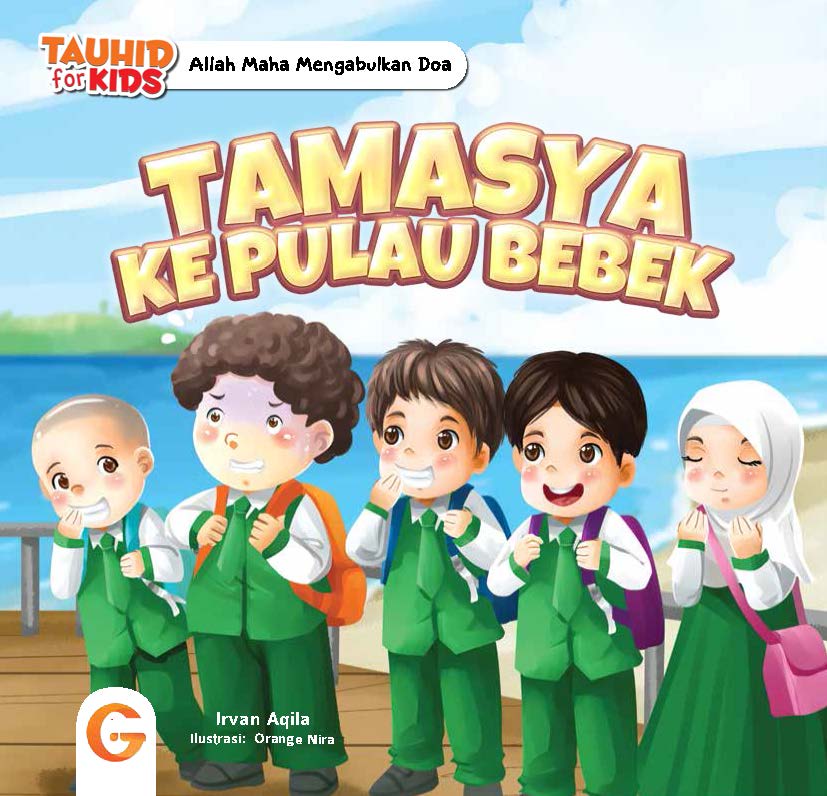 TAUHID
for KIDS
Allah Maha Mengabulkan Doa
TAMASYA
KE PULAU BEBEK
Irvan Aqila
Ilustrasi: Orange Nira